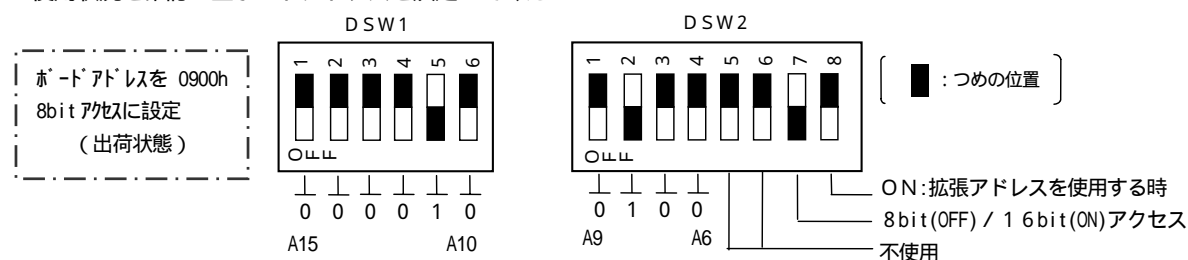 DSW1
DSW2
ﾎﾞｰﾄﾞｱﾄﾞﾚｽを 0900h
8bitｱｸｾｽに設定
(出荷状態)
1 2 3 4 5 6
OFF
0 0 0 0 1 0
A15 A10
1 2 3 4 5 6 7 8
OFF
0 1 0 0
A9 A6
:つめの位置
ON:拡張アドレスを使用する時
8bit(OFF) / 16bit(ON)アクセス
不使用